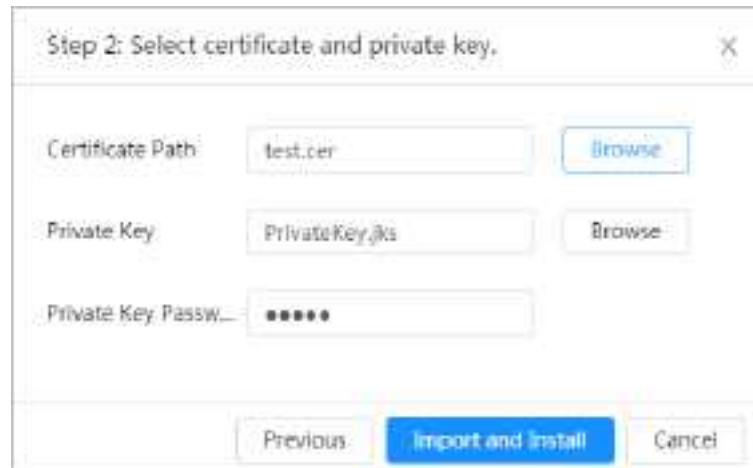 Step 2: Select certificate and private key. ×
Certificate Path test.cer Browse
Private Key PrivateKey.jks Browse
Private Key Passw... •••••
Previous Import and Install Cancel